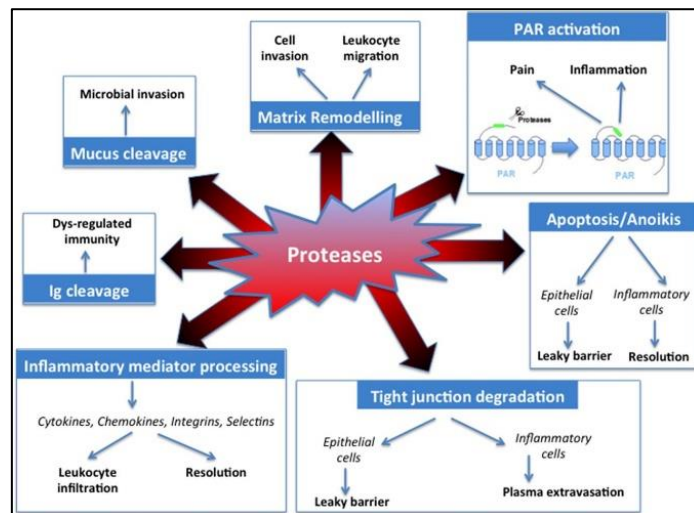 Cell
invasion
Leukocyte
migration
Matrix Remodelling
PAR activation
Pain
Inflammation
Proteases
PAR
PAR
Microbial invasion
Mucus cleavage
Dys-regulated
immunity
Ig cleavage
Proteases
Apoptosis/Anoikis
Epithelial
cells
Inflammatory
cells
Leaky barrier
Resolution
Inflammatory mediator processing
Cytokines, Chemokines, Integrins, Selectins
Leukocyte
infiltration
Resolution
Tight junction degradation
Epithelial
cells
Inflammatory
cells
Leaky barrier
Plasma extravasation